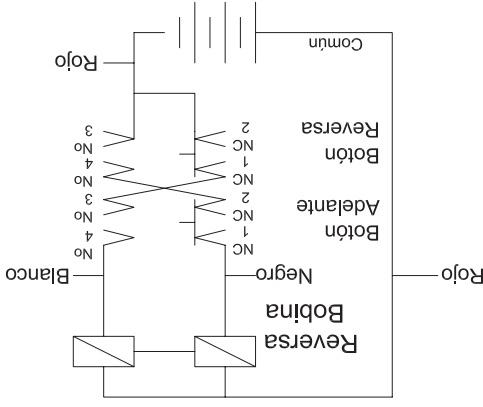 Reversa
Bobina
Rojo
Negro
Blanco
Botón
Adelante
NC
1
No
4
NC
2
No
3
Botón
Reversa
NC
1
No
4
NC
2
No
3
Rojo
Común